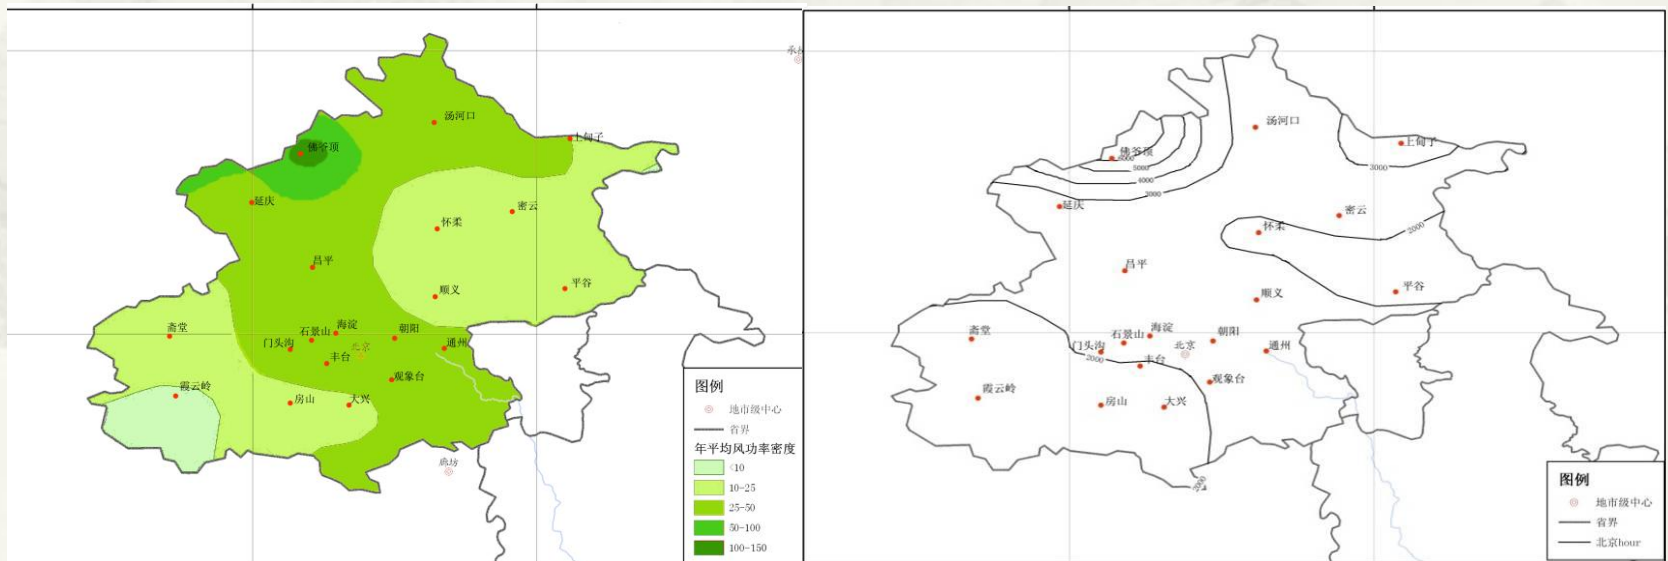 汤河口
上甸子
佛爷顶
延庆
密云
怀柔
昌平
平谷
顺义
斋堂
海淀
石景山
朝阳
门头沟
北京
通州
丰台
观象台
霞云岭
房山
大兴
廊坊
图例
地市级中心
省界
年平均风功率密度
<10
10-25
25-50
50-100
100-150
汤河口
上甸子
佛爷顶
6000
5000
4000
3000
3000
延庆
密云
2000
怀柔
昌平
平谷
顺义
斋堂
海淀
石景山
朝阳
门头沟
北京
通州
2000
丰台
观象台
霞云岭
房山
大兴
2000
图例
地市级中心
省界
北京hour